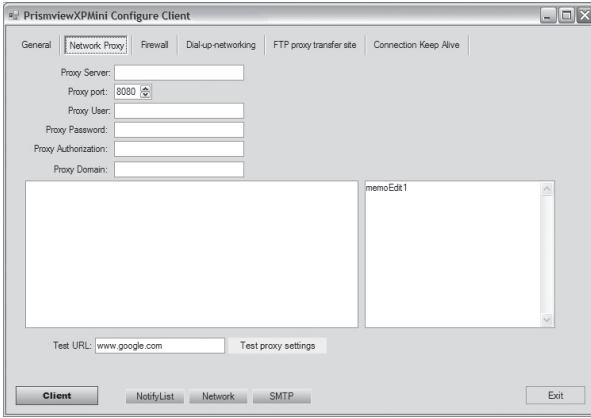 PrismviewXPMini Configure Client
General Network Proxy Firewall Dial-up-networking FTP proxy transfer site Connection Keep Alive
Proxy Server:
Proxy port: 8080
Proxy User:
Proxy Password:
Proxy Authorization:
Proxy Domain:
memoEdit1
Test URL: www.google.com Test proxy settings
Client NotifyList Network SMTP Exit